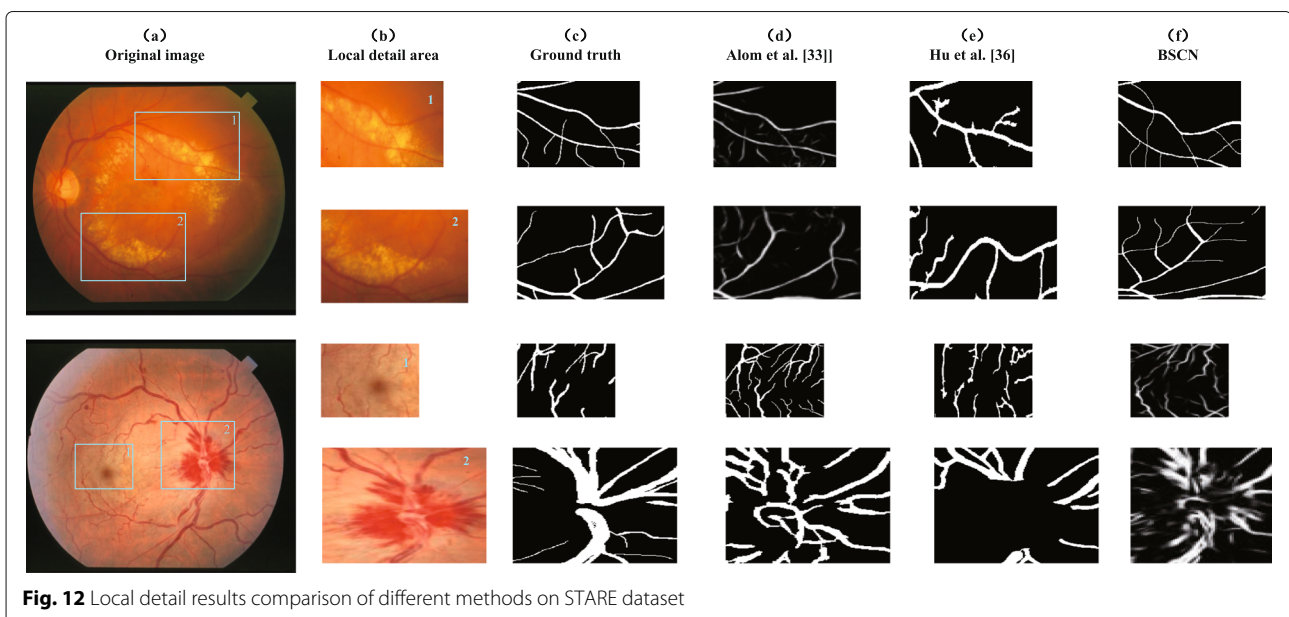 （a）
Original image
（b）
Local detail area
（c）
Ground truth
（d）
Alom et al. [33]]
（e）
Hu et al. [36]
（f）
BSCN
1
2
1
2
1
2
1
2
Fig. 12 Local detail results comparison of different methods on STARE dataset